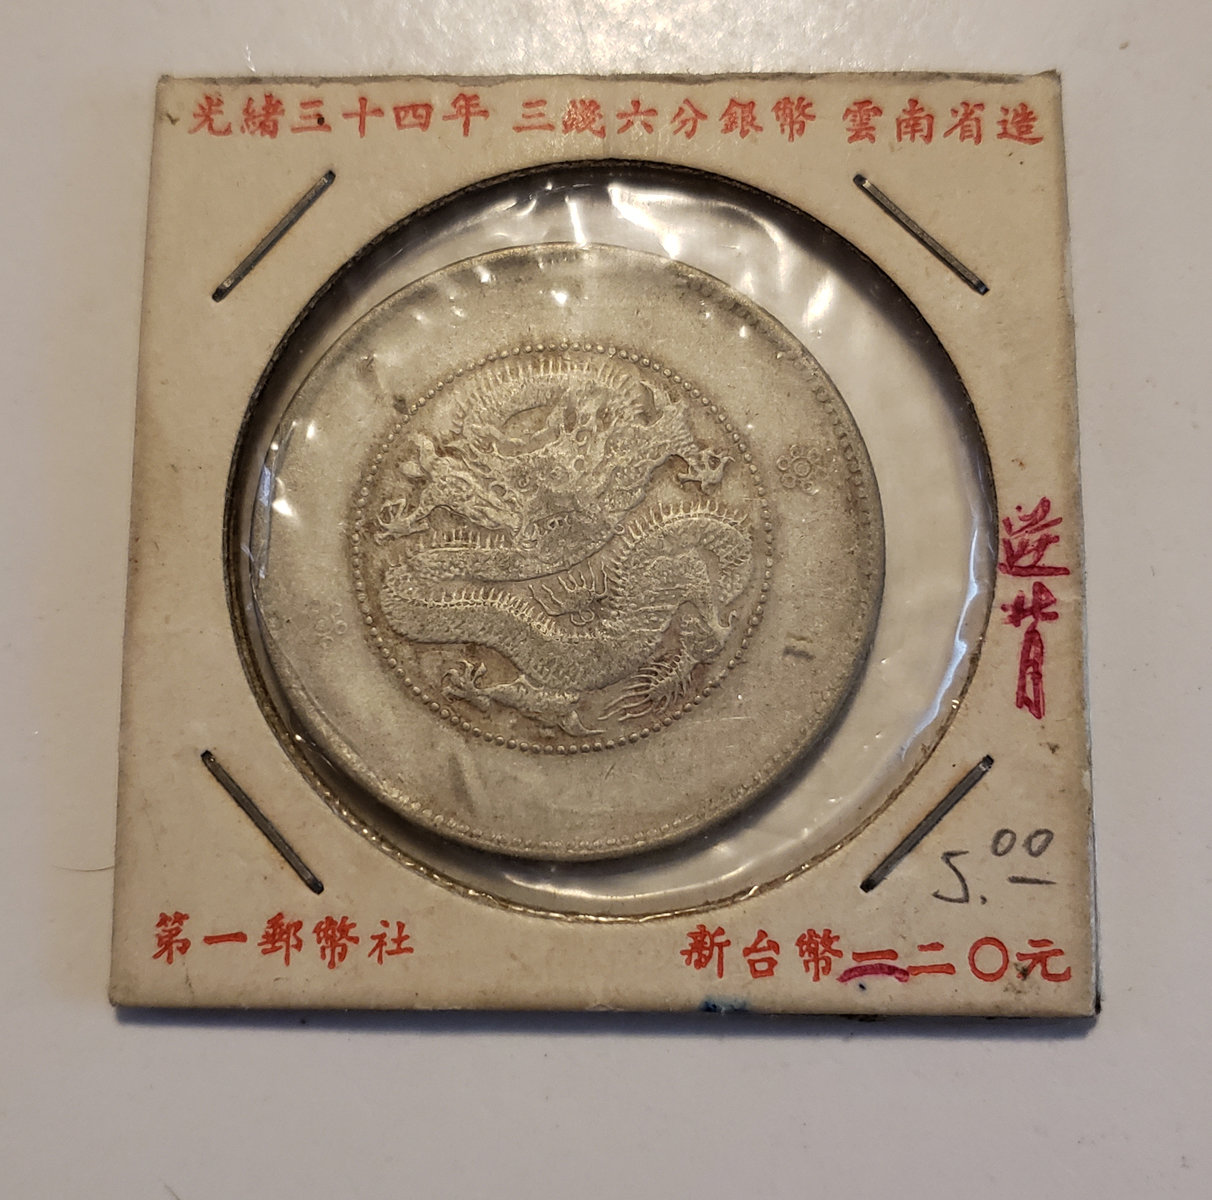 光緒三十四年 三錢六分銀幣 雲南省造
逆背
5.00
第一郵幣社
新台幣二二〇元